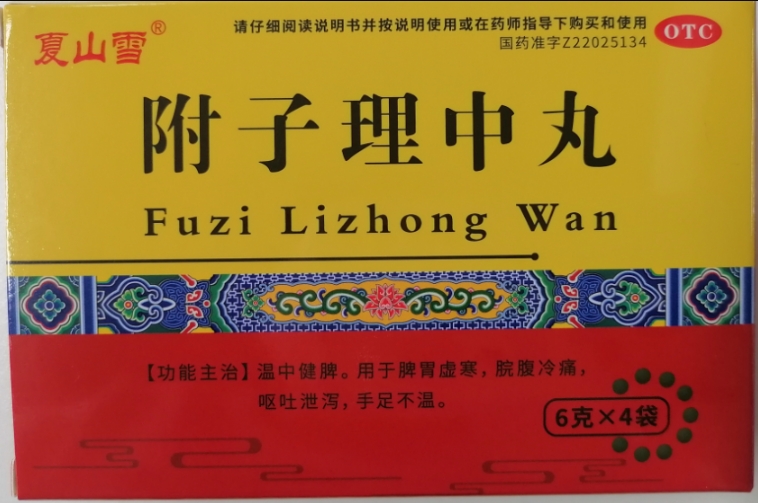 夏山雪®
请仔细阅读说明书并按说明使用或在药师指导下购买和使用
国药准字Z22025134
OTC
附子理中丸
Fuzi Lizhong Wan
【功能主治】温中健脾。用于脾胃虚寒，脘腹冷痛，
呕吐泄泻，手足不温。
6克×4袋